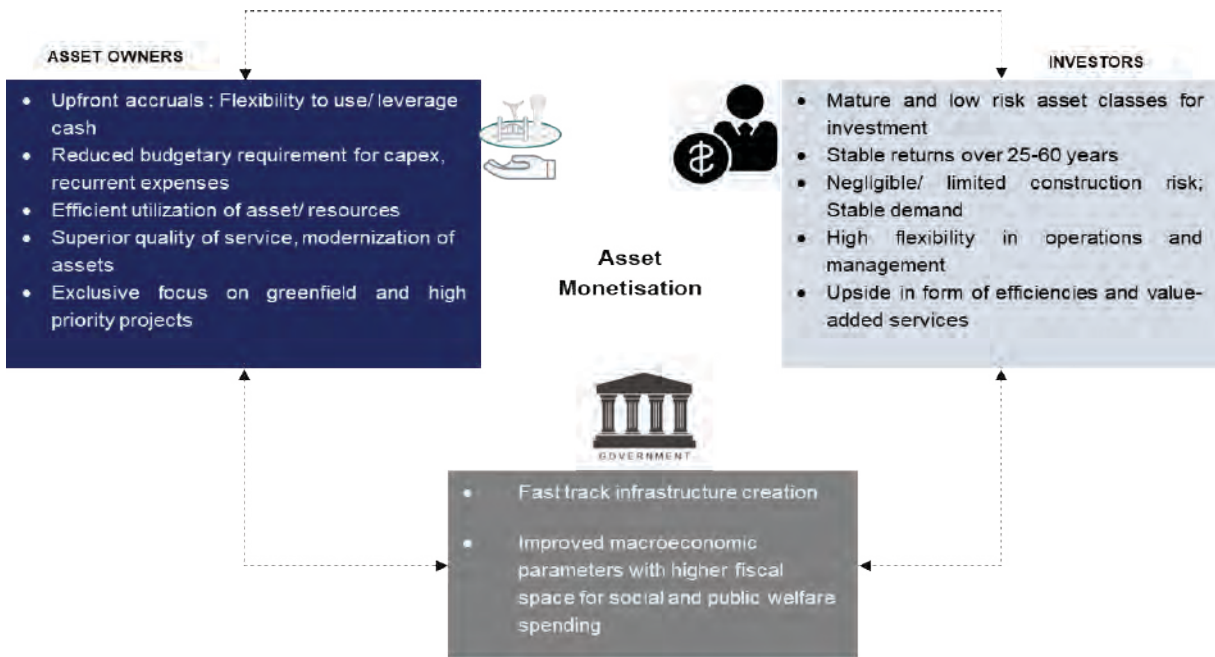 ASSET OWNERS
• Upfront accruals : Flexibility to use/ leverage
cash
• Reduced budgetary requirement for capex,
recurrent expenses
• Efficient utilization of asset/ resources
• Superior quality of service, modernization of
assets
• Exclusive focus on greenfield and high
priority projects
INVESTORS
• Mature and low risk asset classes for
investment
• Stable returns over 25-60 years
• Negligible/ limited construction risk;
Stable demand
• High flexibility in operations and
management
• Upside in form of efficiencies and value-
added services
Asset
Monetisation
GOVERNMENT
• Fast track infrastructure creation
• Improved macroeconomic
parameters with higher fiscal
space for social and public welfare
spending